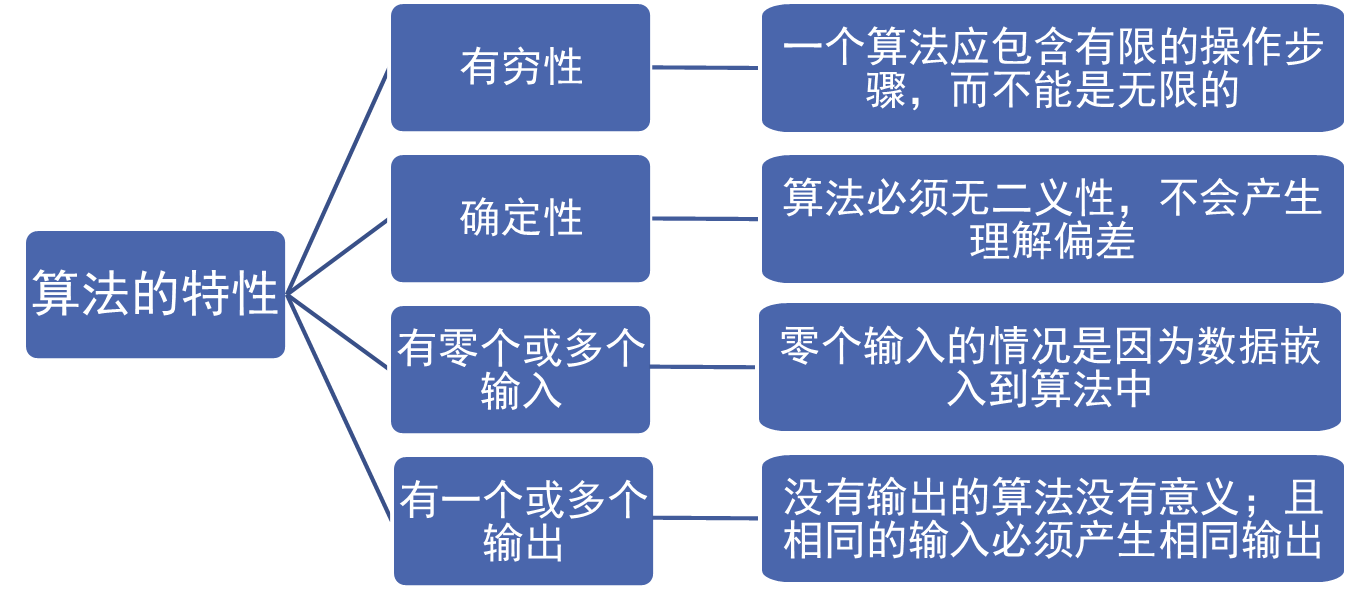 算法的特性
有穷性
一个算法应包含有限的操作步
骤，而不能是无限的
确定性
算法必须无二义性，不会产生
理解偏差
有零个或多个
输入
零个输入的情况是因为数据嵌
入到算法中
有一个或多个
输出
没有输出的算法没有意义；且
相同的输入必须产生相同输出